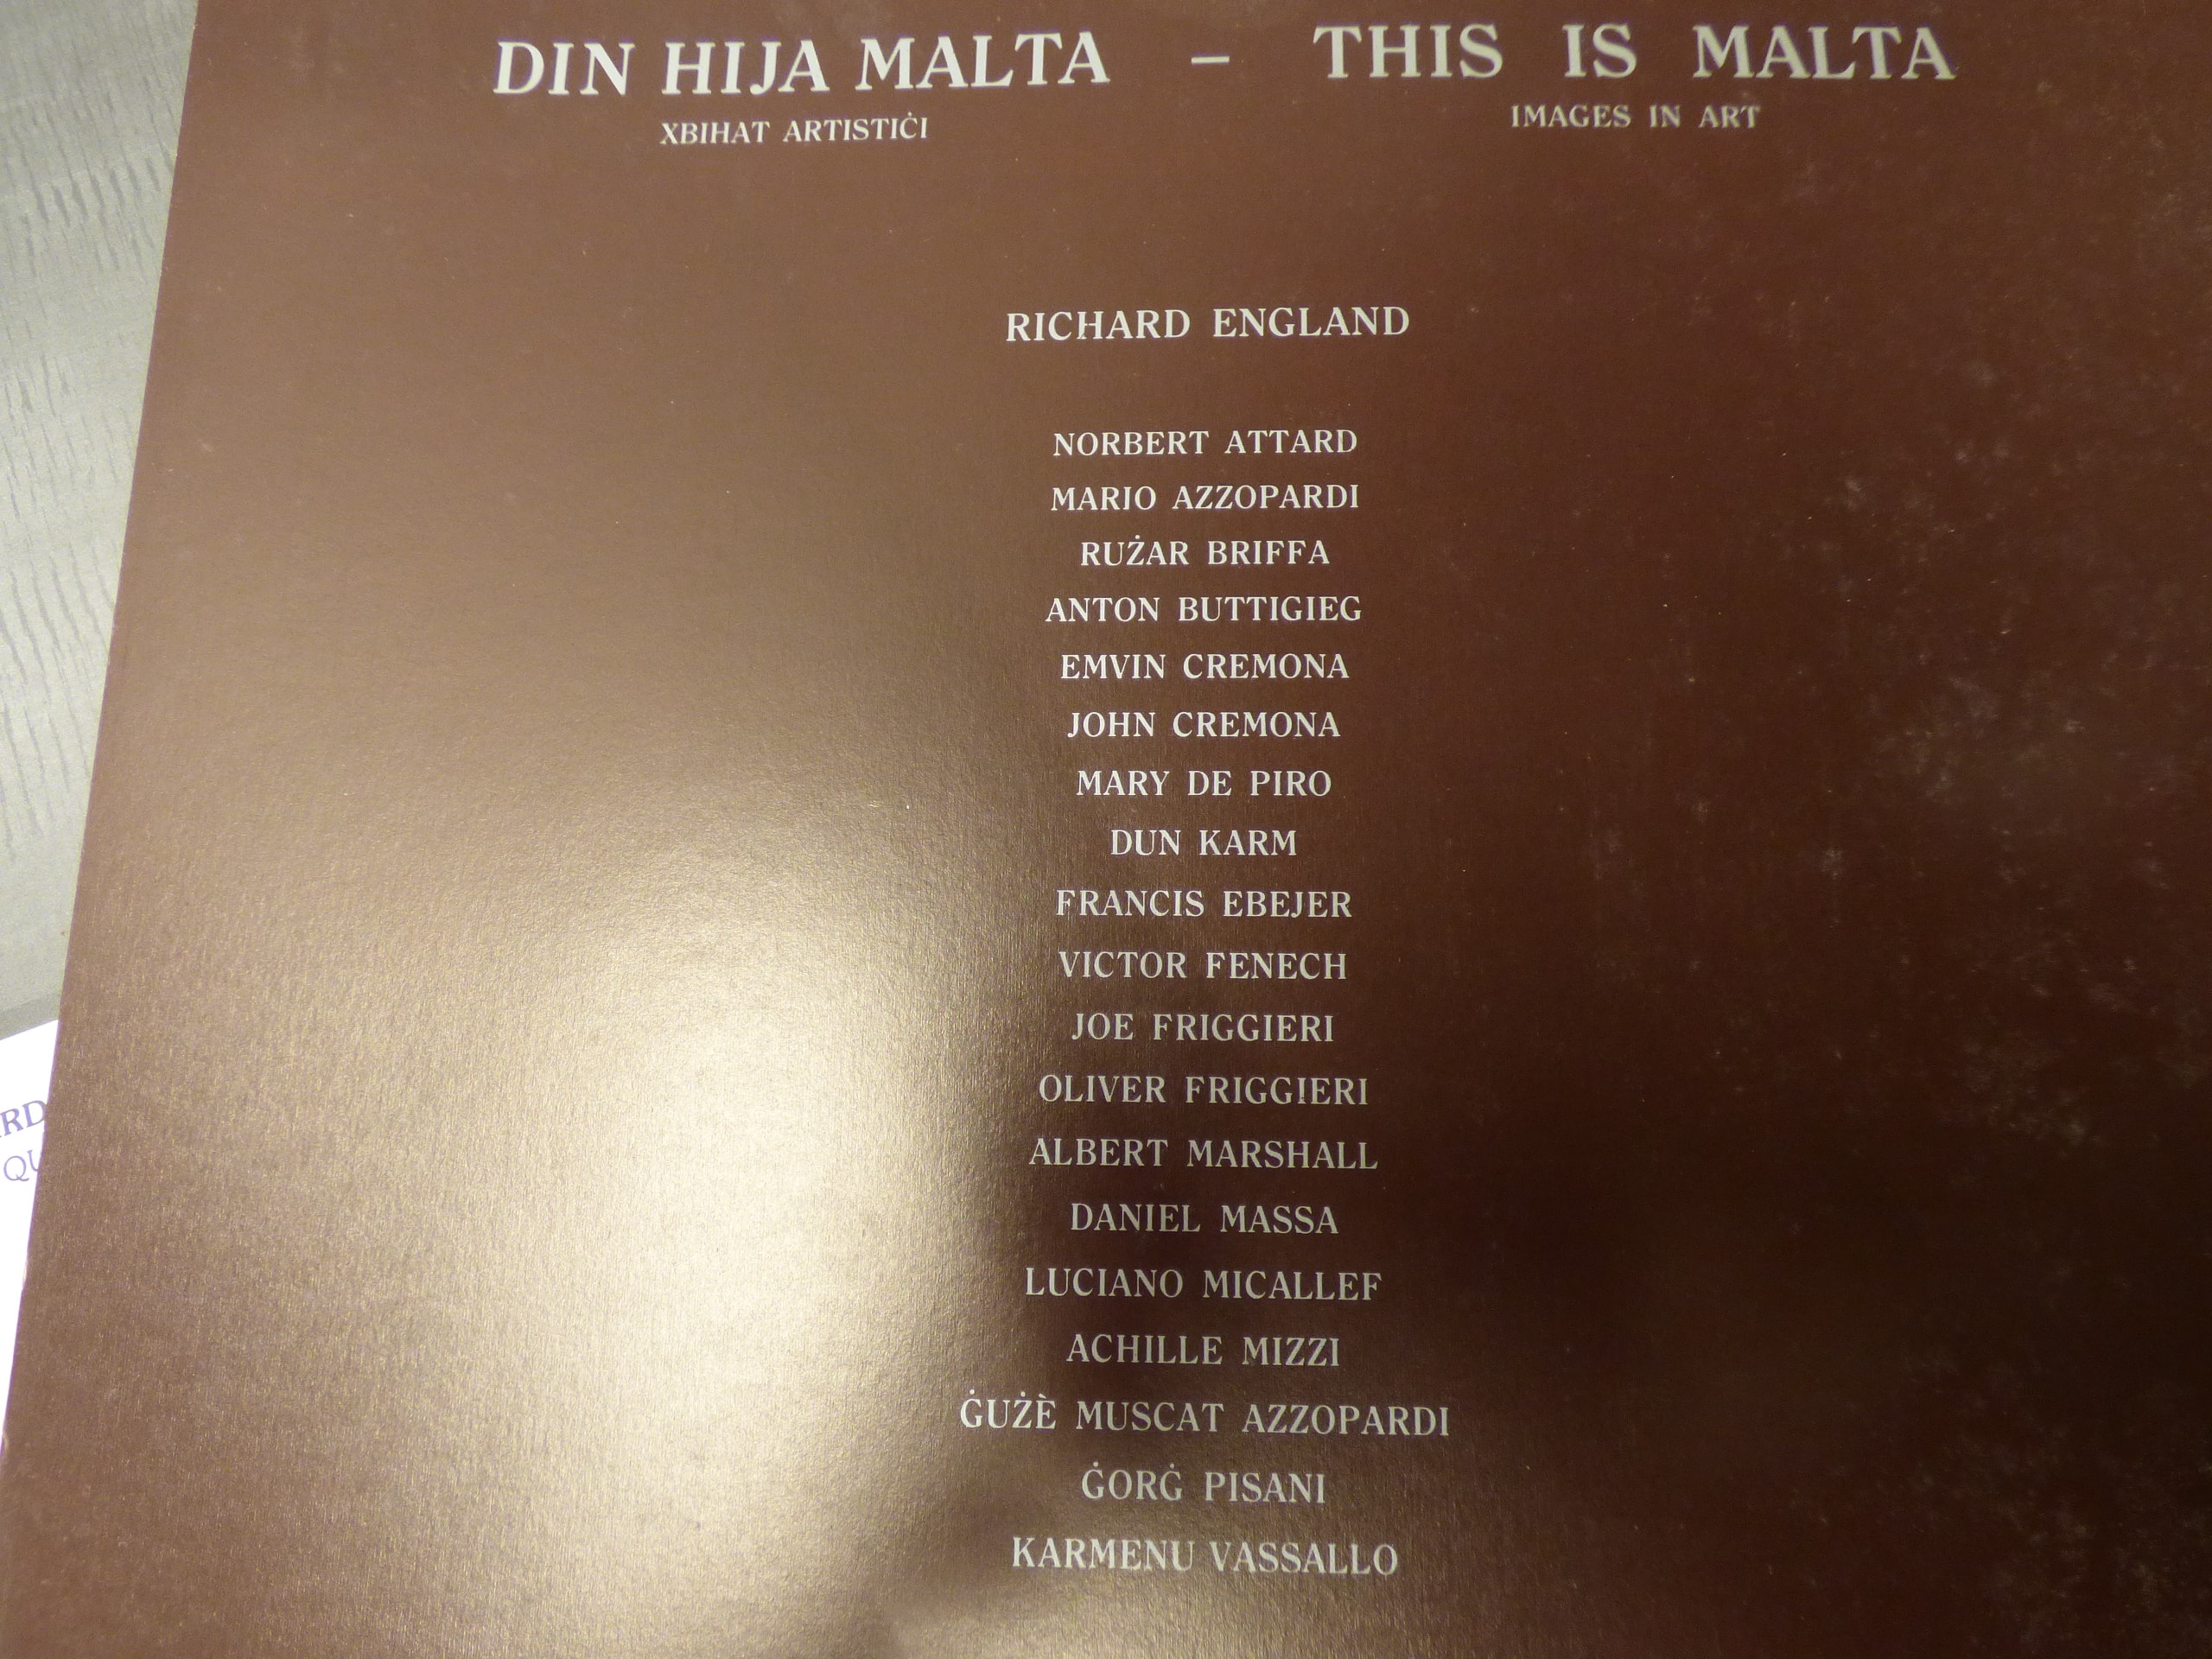 DIN HIJA MALTA – THIS IS MALTA
XBIHAT ARTISTIĊI IMAGES IN ART
RICHARD ENGLAND
NORBERT ATTARD
MARIO AZZOPARDI
RUŻAR BRIFFA
ANTON BUTTIGIEG
EMVIN CREMONA
JOHN CREMONA
MARY DE PIRO
DUN KARM
FRANCIS EBEJER
VICTOR FENECH
JOE FRIGGIERI
OLIVER FRIGGIERI
ALBERT MARSHALL
DANIEL MASSA
LUCIANO MICALLEF
ACHILLE MIZZI
ĠUŻÈ MUSCAT AZZOPARDI
ĠORĠ PISANI
KARMENU VASSALLO